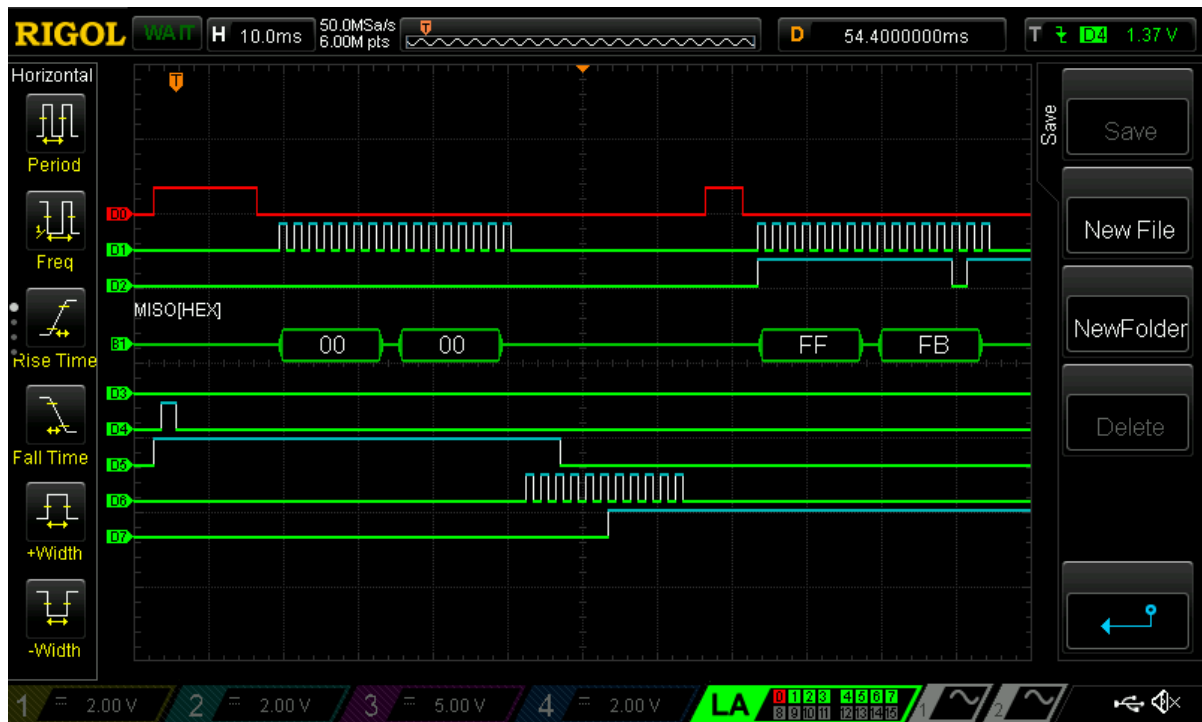 RIGOL WAIT H 10.0ms 50.0MSa/s 6.00M pts T D 54.4000000ms T D4 1.37 V
Horizontal
T
Period
Freq
Rise Time
Fall Time
+Width
-Width
D0
D1
D2
MISO[HEX]
B1 00 00 FF FB
D3
D4
D5
D6
D7
Save
Save
New File
NewFolder
Delete
1 = 2.00 V 2 = 2.00 V 3 = 5.00 V 4 = 2.00 V LA 0 1 2 3 4 5 6 7 1 2
8 9 10 11 12 13 14 15